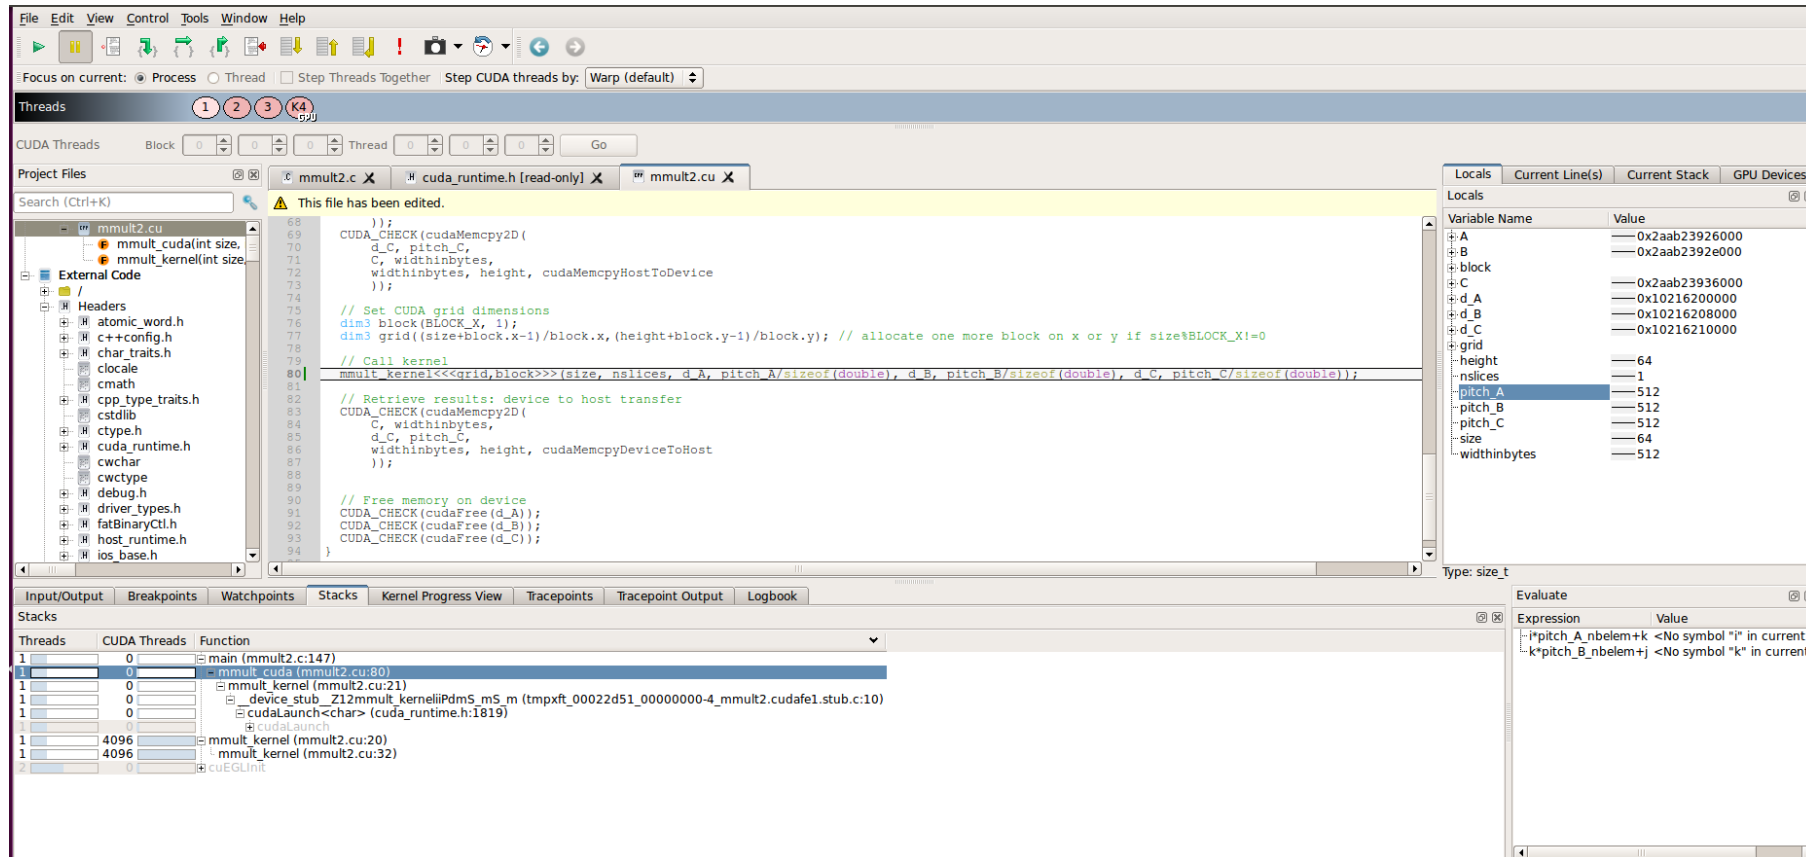 File Edit View Control Tools Window Help
Focus on current: Process Thread Step Threads Together Step CUDA threads by: Warp (default)
Threads 1 2 3 K4 GPU
CUDA Threads Block 0 0 0 Thread 0 0 0 Go
Project Files
Search (Ctrl+K)
mmult2.cu
mmult_cuda(int size,
mmult_kernel(int size,
External Code
/
Headers
atomic_word.h
c++config.h
char_traits.h
clocale
cmath
cpp_type_traits.h
cstdlib
ctype.h
cuda_runtime.h
cwchar
cwctype
debug.h
driver_types.h
fatBinaryCtl.h
host_runtime.h
ios_base.h
mmult2.c cuda_runtime.h [read-only] mmult2.cu
This file has been edited.
68 ));
69 CUDA_CHECK(cudaMemcpy2D(
70 d_C, pitch_C,
71 C, widthinbytes,
72 widthinbytes, height, cudaMemcpyHostToDevice
73 ));
74
75 // Set CUDA grid dimensions
76 dim3 block(BLOCK_X, 1);
77 dim3 grid((size+block.x-1)/block.x,(height+block.y-1)/block.y); // allocate one more block on x or y if size%BLOCK_X!=0
78
79 // Call kernel
80 mmult_kernel<<<grid,block>>>(size, nslices, d_A, pitch_A/sizeof(double), d_B, pitch_B/sizeof(double), d_C, pitch_C/sizeof(double));
81
82 // Retrieve results: device to host transfer
83 CUDA_CHECK(cudaMemcpy2D(
84 C, widthinbytes,
85 d_C, pitch_C,
86 widthinbytes, height, cudaMemcpyDeviceToHost
87 ));
88
89
90 // Free memory on device
91 CUDA_CHECK(cudaFree(d_A));
92 CUDA_CHECK(cudaFree(d_B));
93 CUDA_CHECK(cudaFree(d_C));
94 }
Locals Current Line(s) Current Stack GPU Devices
Locals
Variable Name Value
A 0x2aab23926000
B 0x2aab2392e000
block
C 0x2aab23936000
d_A 0x10216200000
d_B 0x10216208000
d_C 0x10216210000
grid
height 64
nslices 1
pitch_A 512
pitch_B 512
pitch_C 512
size 64
widthinbytes 512
Type: size_t
Input/Output Breakpoints Watchpoints Stacks Kernel Progress View Tracepoints Tracepoint Output Logbook
Stacks
Threads CUDA Threads Function
1 0 main (mmult2.c:147)
1 0 mmult_cuda (mmult2.cu:80)
1 0 mmult_kernel (mmult2.cu:21)
1 0 __device_stub__Z12mmult_kerneliiPdmS_mS_m (tmpxft_00022d51_00000000-4_mmult2.cudafe1.stub.c:10)
1 0 cudaLaunch<char> (cuda_runtime.h:1819)
1 0 cudaLaunch
1 4096 mmult_kernel (mmult2.cu:20)
1 4096 mmult_kernel (mmult2.cu:32)
2 0 cuEGLInit
Evaluate
Expression Value
i*pitch_A_nbelem+k <No symbol "i" in current
k*pitch_B_nbelem+j <No symbol "k" in current